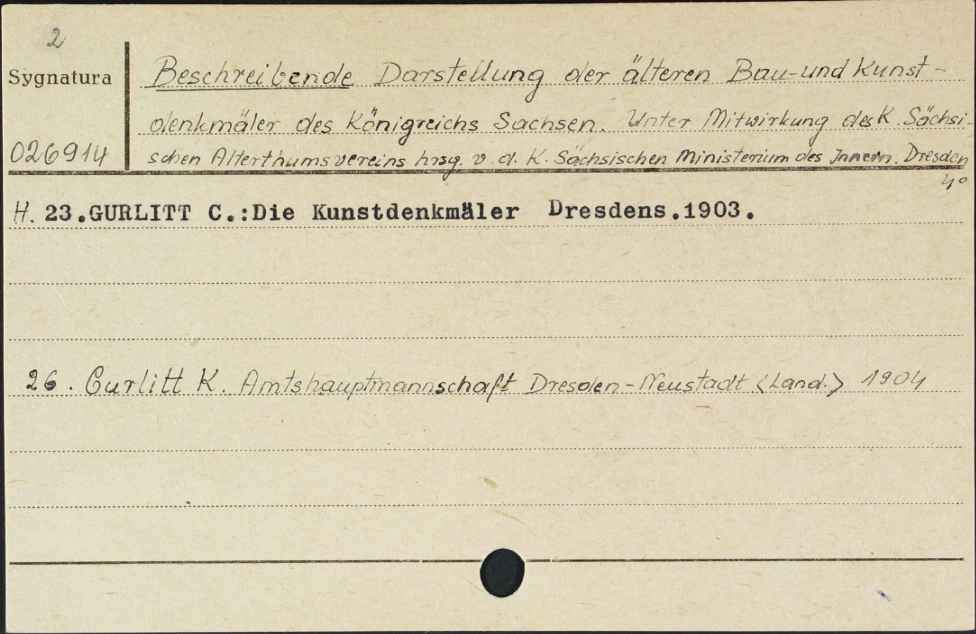 2
Sygnatura
026914
Beschreibende Darstellung der älteren Bau- und Kunst-
denkmäler des Königreichs Sachsen. Unter Mitwirkung des K. Sächsi-
schen Alterthumsvereins hrsg. v. d. K. Sächsischen Ministerium des Innern. Dresden
4°
H. 23.GURLITT C.:Die Kunstdenkmäler Dresdens.1903.
26. Gurlitt K. Amtshauptmannschaft Dresden-Neustadt <Land.> 1904